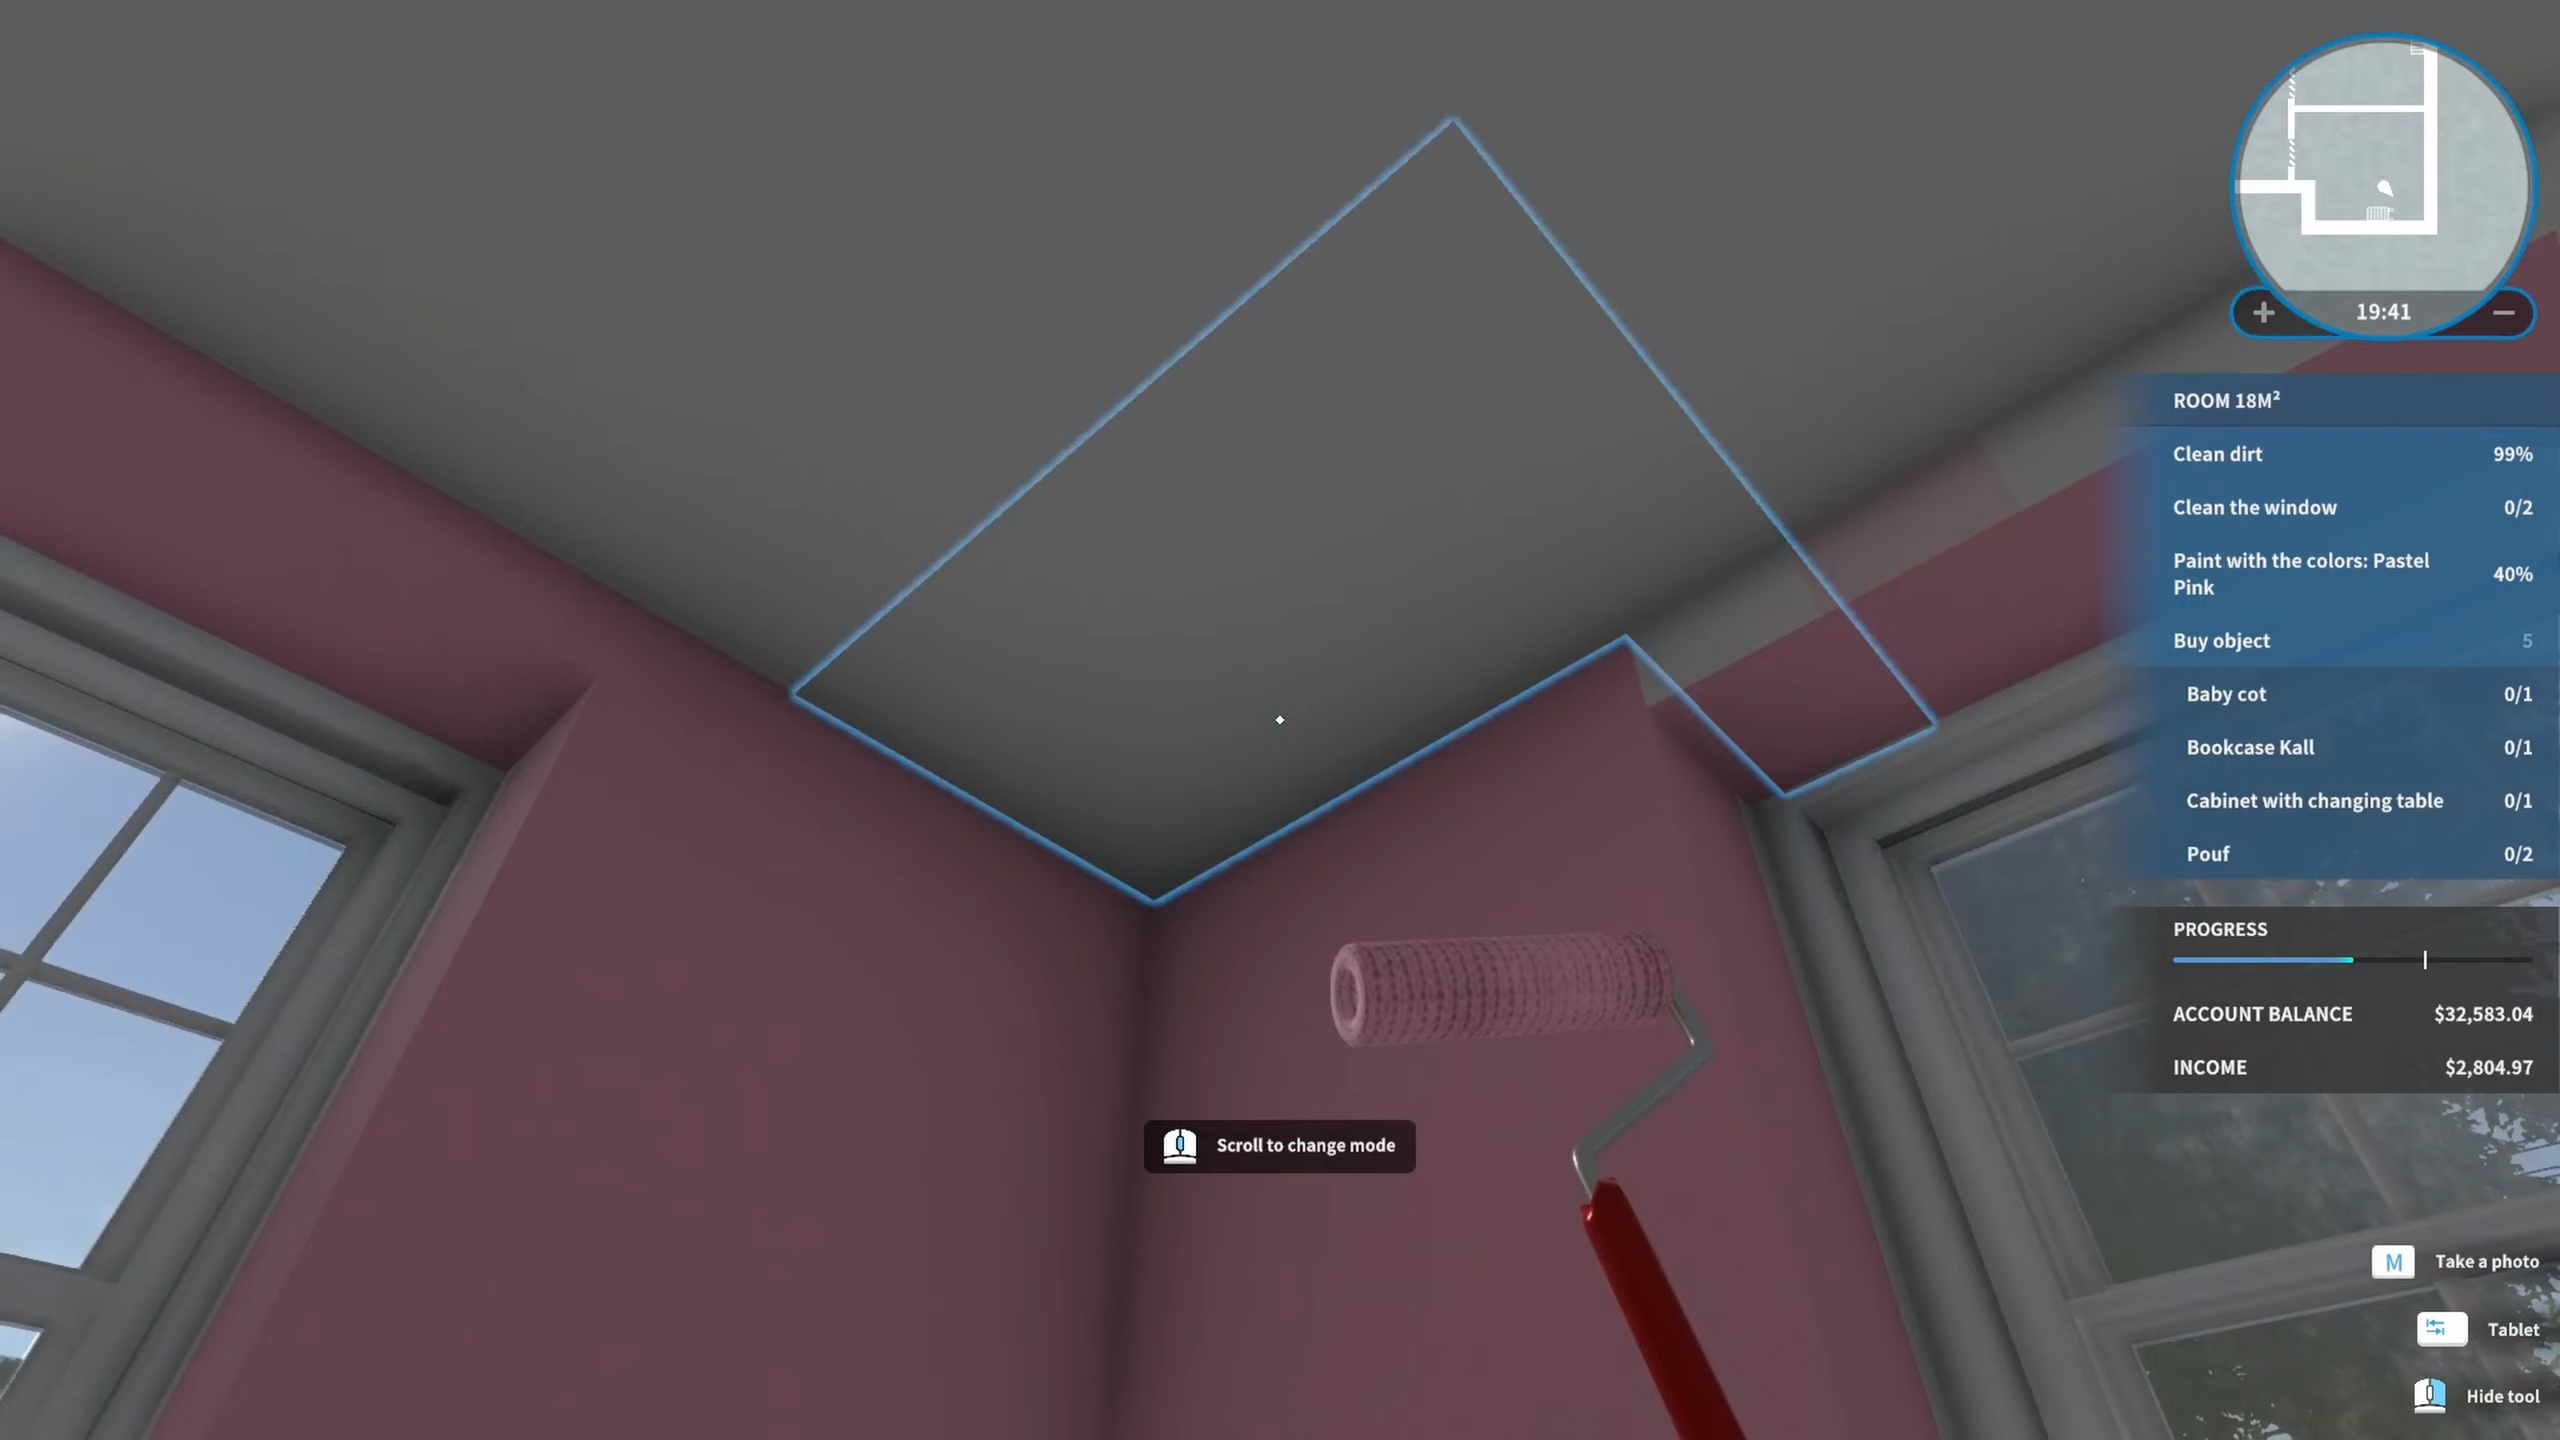 19:41
ROOM 18M²
Clean dirt 99%
Clean the window 0/2
Paint with the colors: Pastel
Pink 40%
Buy object 5
Baby cot 0/1
Bookcase Kall 0/1
Cabinet with changing table 0/1
Pouf 0/2
PROGRESS
ACCOUNT BALANCE $32,583.04
INCOME $2,804.97
Scroll to change mode
M Take a photo
Tablet
Hide tool